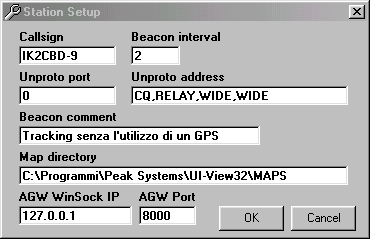 Station Setup
Callsign Beacon interval
IK2CBD-9 2
Unproto port Unproto address
0 CQ,RELAY,WIDE,WIDE
Beacon comment
Tracking senza l'utilizzo di un GPS
Map directory
C:\Programmi\Peak Systems\UI-View32\MAPS
AGW WinSock IP AGW Port
127.0.0.1 8000 OK Cancel